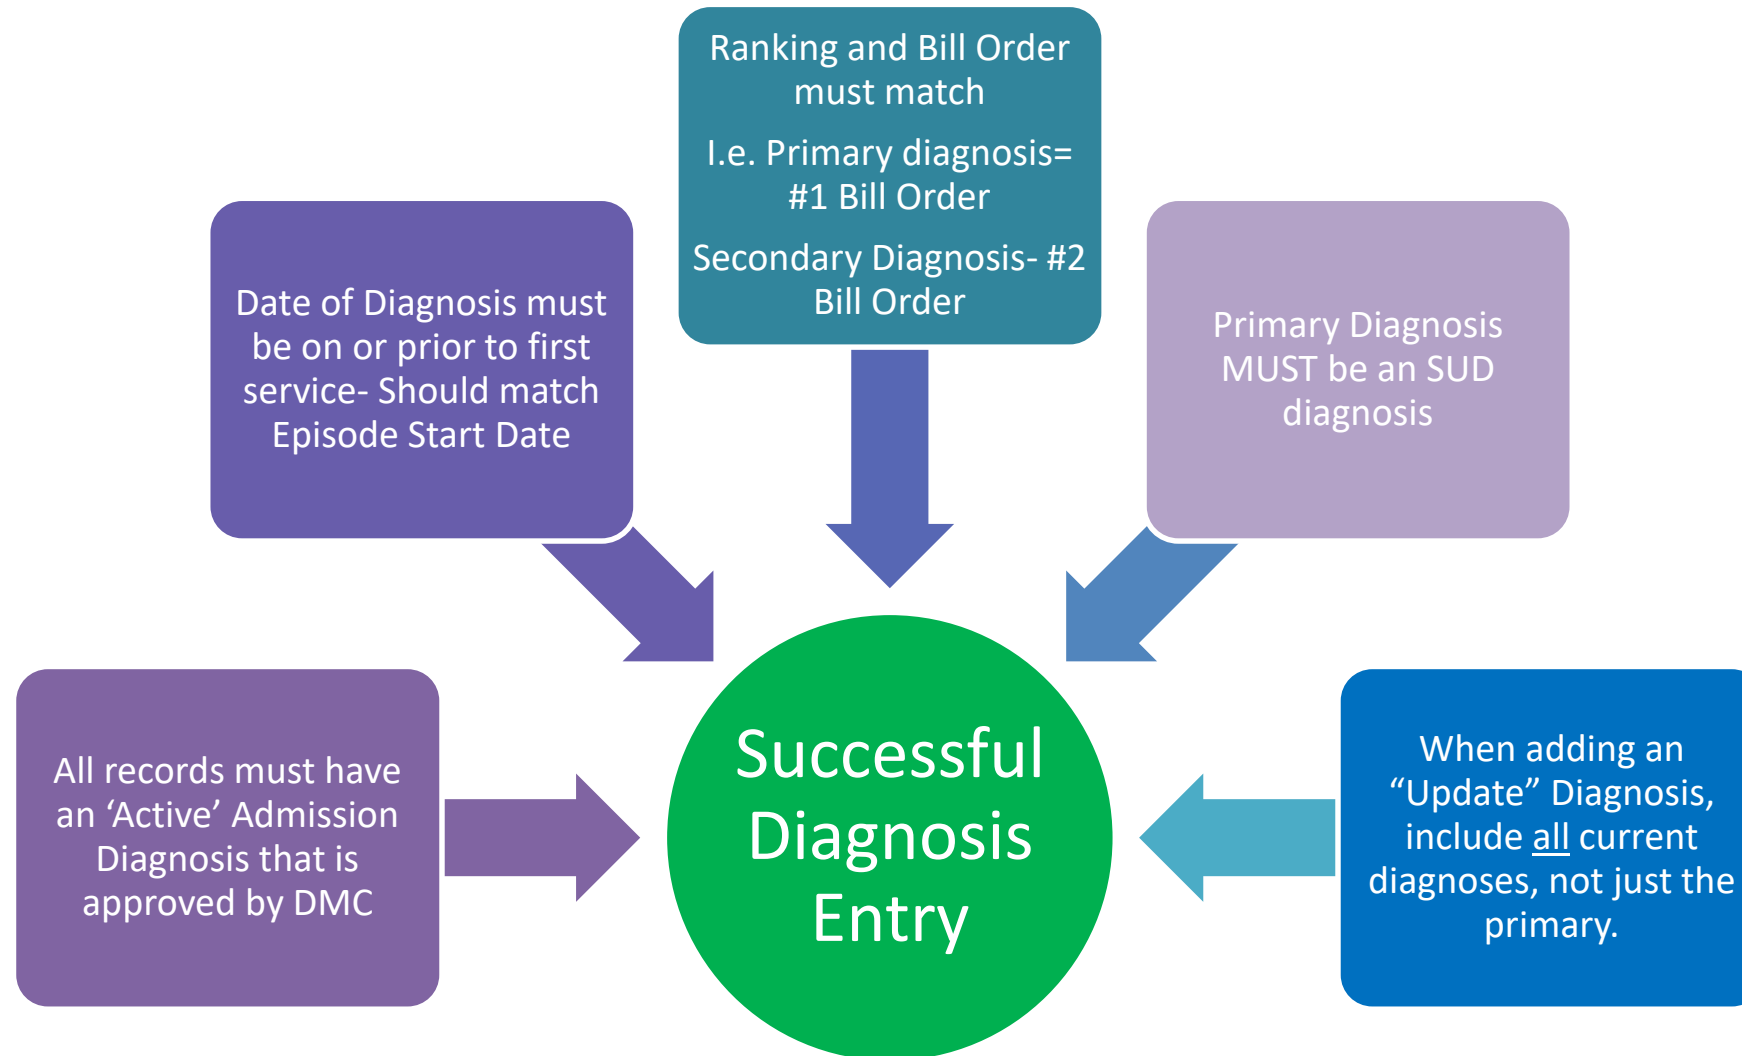 Ranking and Bill Order
must match
I.e. Primary diagnosis=
#1 Bill Order
Secondary Diagnosis- #2
Bill Order
Date of Diagnosis must
be on or prior to first
service- Should match
Episode Start Date
Primary Diagnosis
MUST be an SUD
diagnosis
All records must have
an ‘Active’ Admission
Diagnosis that is
approved by DMC
Successful
Diagnosis
Entry
When adding an
“Update” Diagnosis,
include all current
diagnoses, not just the
primary.